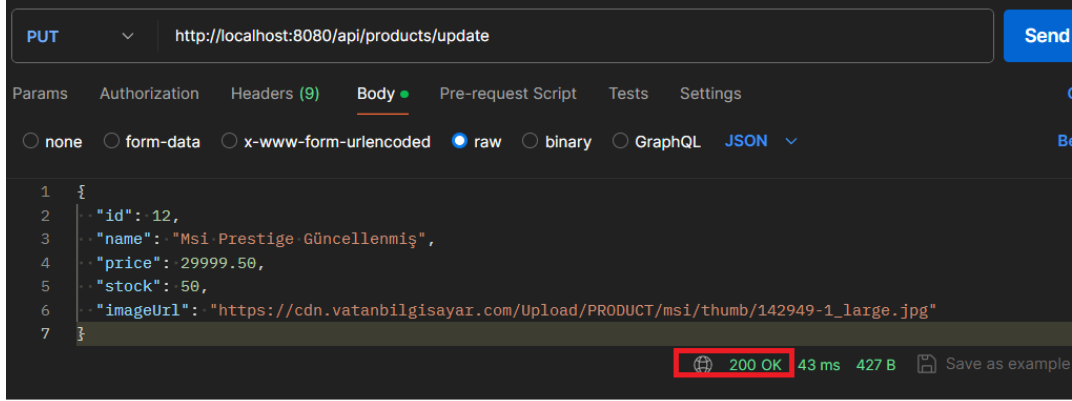 PUT http://localhost:8080/api/products/update Send
Params Authorization Headers (9) Body Pre-request Script Tests Settings
none form-data x-www-form-urlencoded raw binary GraphQL JSON
1 {
2 "id": 12,
3 "name": "Msi Prestige Güncellenmiş",
4 "price": 29999.50,
5 "stock": 50,
6 "imageUrl": "https://cdn.vatanbilgisayar.com/Upload/PRODUCT/msi/thumb/142949-1_large.jpg"
7 }
200 OK 43 ms 427 B Save as example